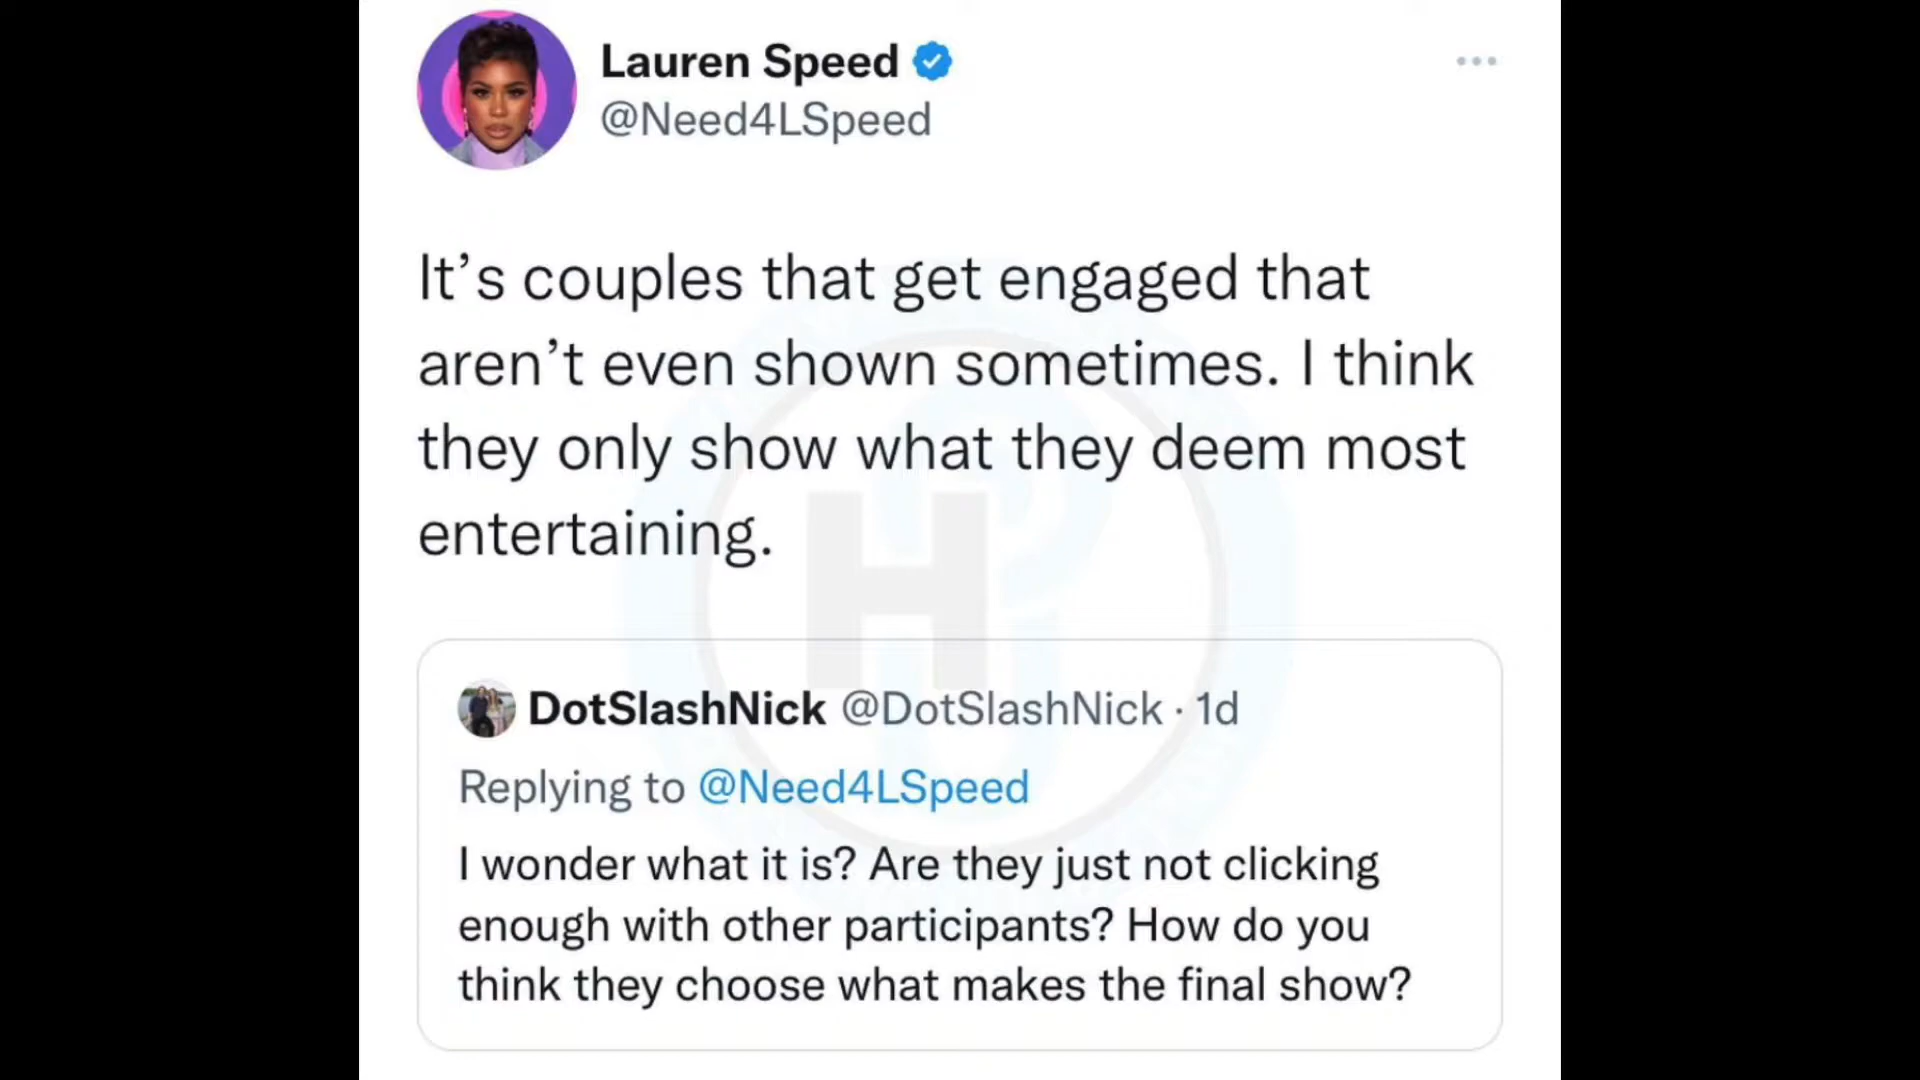 Lauren Speed
@Need4LSpeed
It’s couples that get engaged that
aren’t even shown sometimes. I think
they only show what they deem most
entertaining.
DotSlashNick @DotSlashNick · 1d
Replying to @Need4LSpeed
I wonder what it is? Are they just not clicking
enough with other participants? How do you
think they choose what makes the final show?